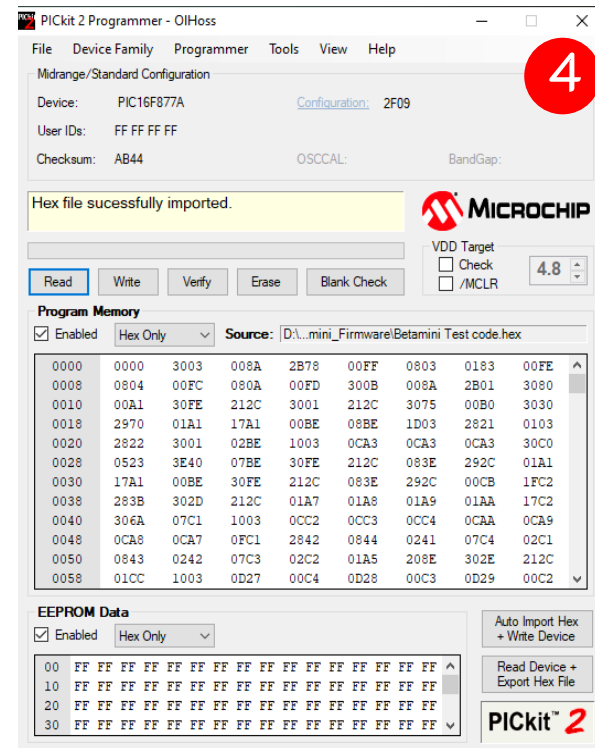 PICkit 2 Programmer - OlHoss
File Device Family Programmer Tools View Help
4
Midrange/Standard Configuration
Device: PIC16F877A Configuration: 2F09
User IDs: FF FF FF FF
Checksum: AB44 OSCCAL: BandGap:
Hex file sucessfully imported.
MICROCHIP
VDD Target
Check
/MCLR
4.8
Read Write Verify Erase Blank Check
Program Memory
Enabled Hex Only Source: D:\...mini_Firmware\Betamini Test code.hex
0000 0000 3003 008A 2B78 00FF 0803 0183 00FE
0008 0804 00FC 080A 00FD 300B 008A 2B01 3080
0010 00A1 30FE 212C 3001 212C 3075 00B0 3030
0018 2970 01A1 17A1 00BE 08BE 1D03 2821 0103
0020 2822 3001 02BE 1003 0CA3 0CA3 0CA3 30C0
0028 0523 3E40 07BE 30FE 212C 083E 292C 01A1
0030 17A1 00BE 30FE 212C 083E 292C 00CB 1FC2
0038 283B 302D 212C 01A7 01A8 01A9 01AA 17C2
0040 306A 07C1 1003 0CC2 0CC3 0CC4 0CAA 0CA9
0048 0CA8 0CA7 0FC1 2842 0844 0241 07C4 02C1
0050 0843 0242 07C3 02C2 01A5 208E 302E 212C
0058 01CC 1003 0D27 00C4 0D28 00C3 0D29 00C2
EEPROM Data
Enabled Hex Only
00 FF FF FF FF FF FF FF FF FF FF FF FF FF FF FF FF
10 FF FF FF FF FF FF FF FF FF FF FF FF FF FF FF FF
20 FF FF FF FF FF FF FF FF FF FF FF FF FF FF FF FF
30 FF FF FF FF FF FF FF FF FF FF FF FF FF FF FF FF
Auto Import Hex
+ Write Device
Read Device +
Export Hex File
PICkit™ 2